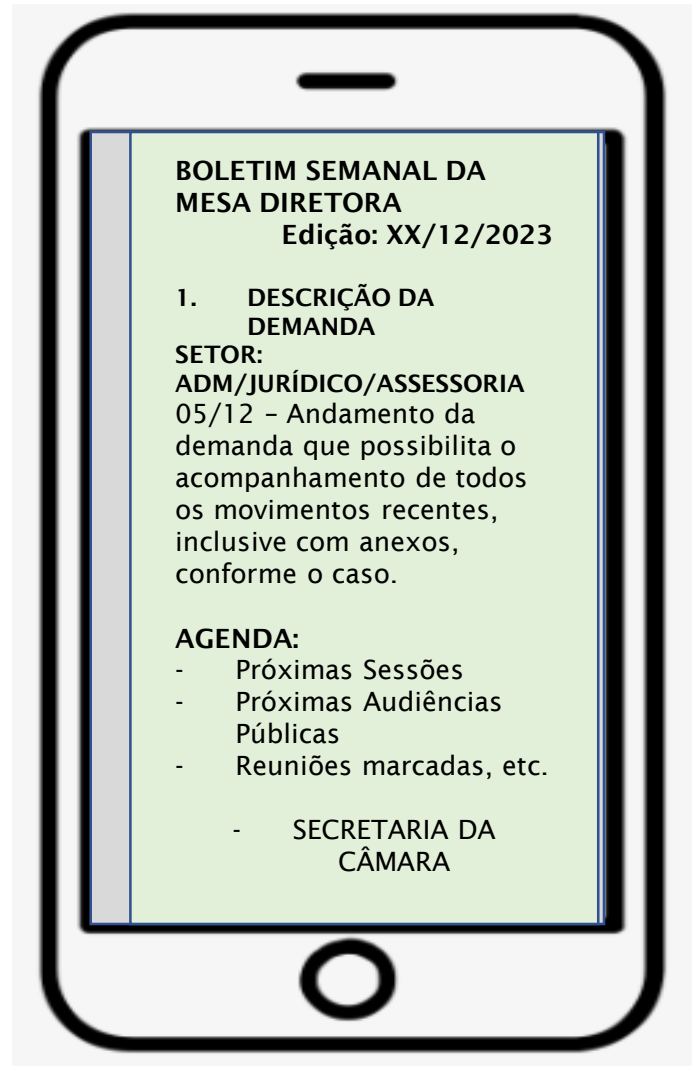 BOLETIM SEMANAL DA
MESA DIRETORA
Edição: XX/12/2023
1. DESCRIÇÃO DA
DEMANDA
SETOR:
ADM/JURÍDICO/ASSESSORIA
05/12 – Andamento da
demanda que possibilita o
acompanhamento de todos
os movimentos recentes,
inclusive com anexos,
conforme o caso.
AGENDA:
- Próximas Sessões
- Próximas Audiências
Públicas
- Reuniões marcadas, etc.
- SECRETARIA DA
CÂMARA